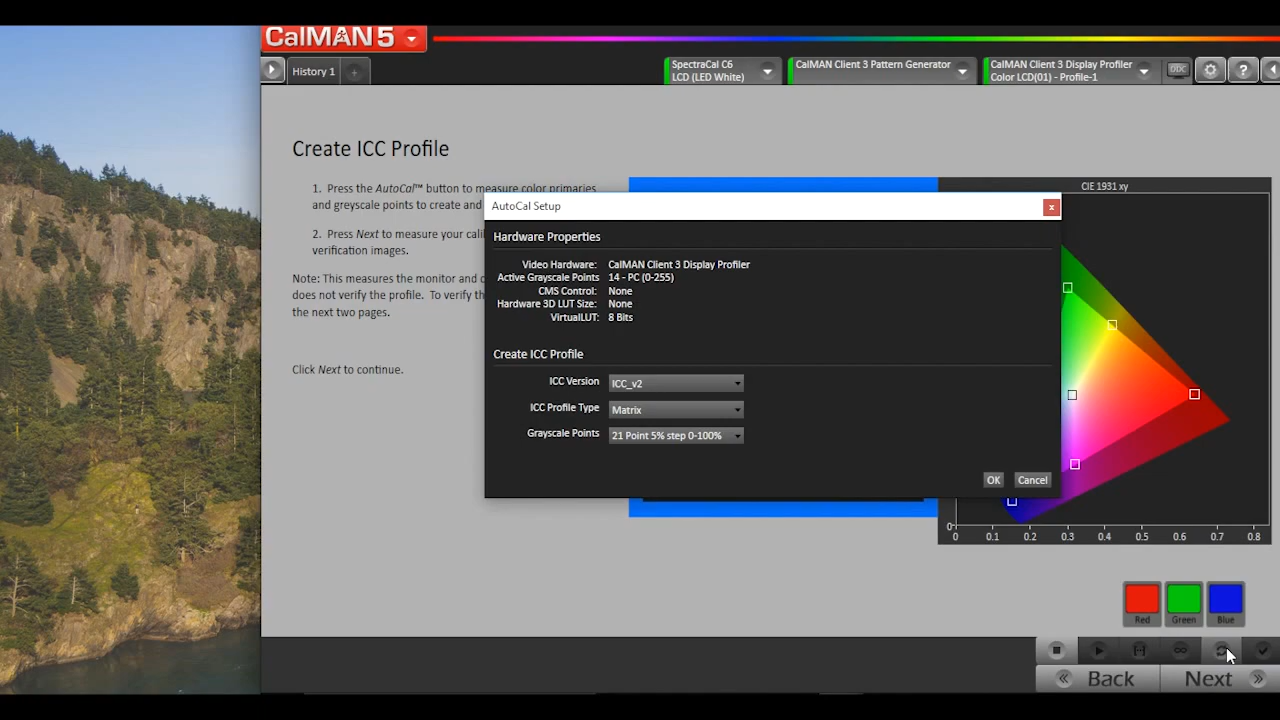 CalMAN 5
History 1
+
SpectraCal C6
LCD (LED White)
CalMAN Client 3 Pattern Generator
CalMAN Client 3 Display Profiler
Color LCD(01) - Profile-1
DDC
?
Create ICC Profile
1. Press the AutoCal™ button to measure color primaries
and greyscale points to create and
2. Press Next to measure your cali
verification images.
Note: This measures the monitor and
does not verify the profile. To verify th
the next two pages.
Click Next to continue.
AutoCal Setup
x
Hardware Properties
Video Hardware: CalMAN Client 3 Display Profiler
Active Grayscale Points 14 - PC (0-255)
CMS Control: None
Hardware 3D LUT Size: None
VirtualLUT: 8 Bits
Create ICC Profile
ICC Version ICC_v2
ICC Profile Type Matrix
Grayscale Points 21 Point 5% step 0-100%
OK Cancel
CIE 1931 xy
0
0 0.1 0.2 0.3 0.4 0.5 0.6 0.7 0.8
Red Green Blue
Back Next